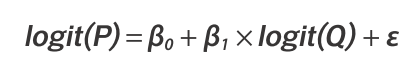 logit(P) = β₀ + β₁ × logit(Q) + ε